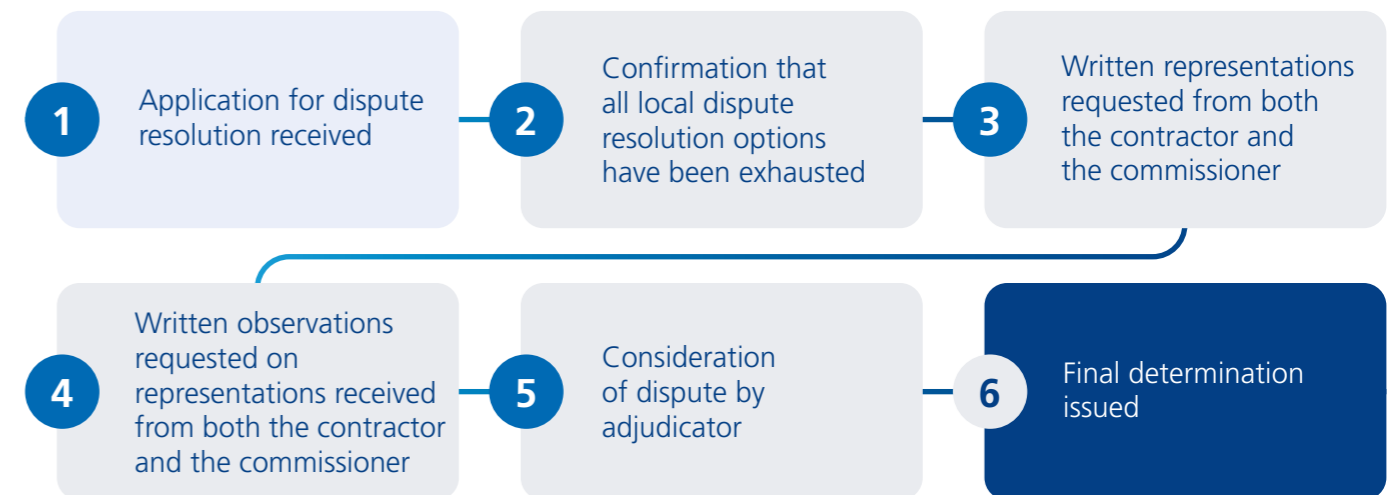 1
Application for dispute
resolution received
2
Confirmation that
all local dispute
resolution options
have been exhausted
3
Written representations
requested from both
the contractor and
the commissioner
4
Written observations
requested on
representations received
from both the contractor
and the commissioner
5
Consideration
of dispute by
adjudicator
6
Final determination
issued